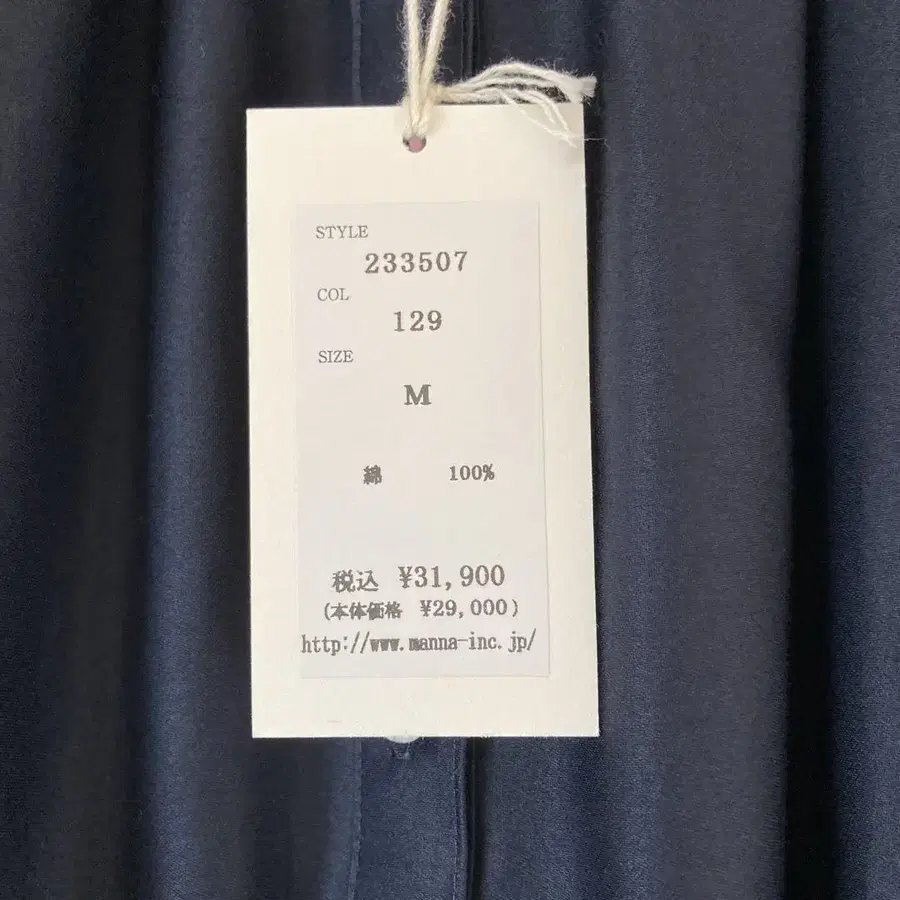 STYLE
233507
COL
129
SIZE
M
綿 100%
税込 ¥31,900
(本体価格 ¥29,000)
http://www.manna-inc.jp/